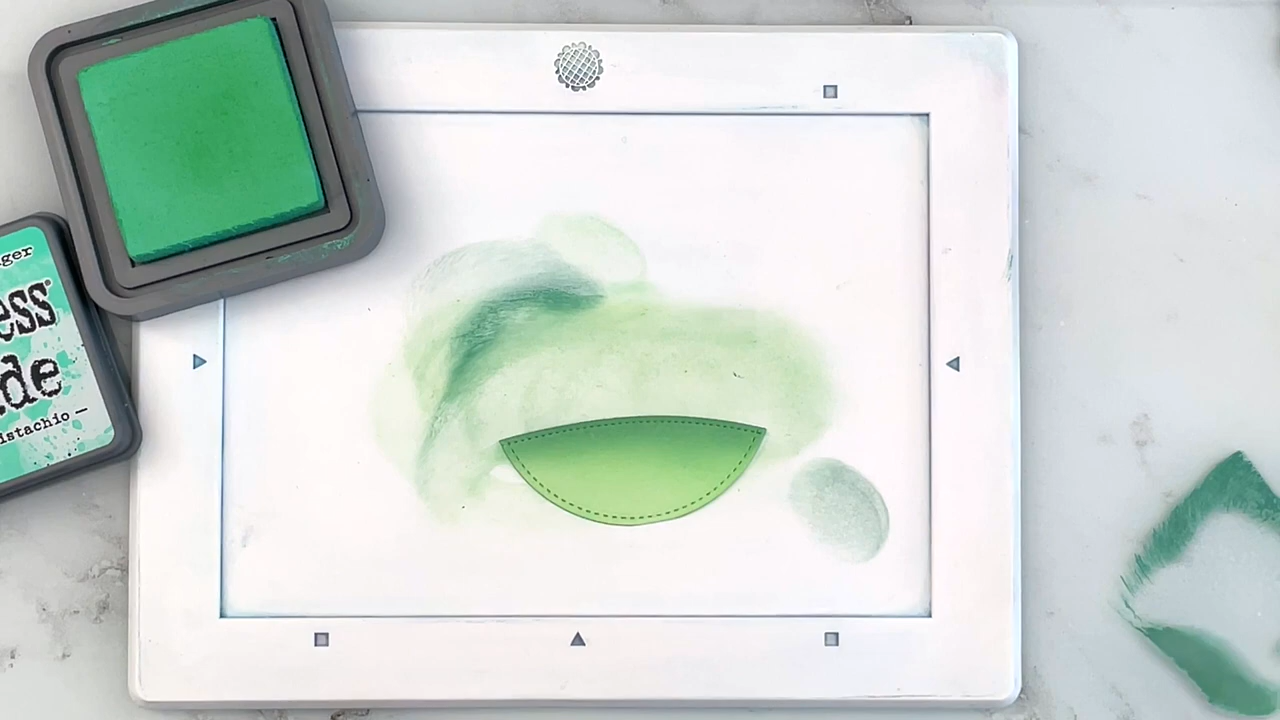 ger
ess
de
istachio —